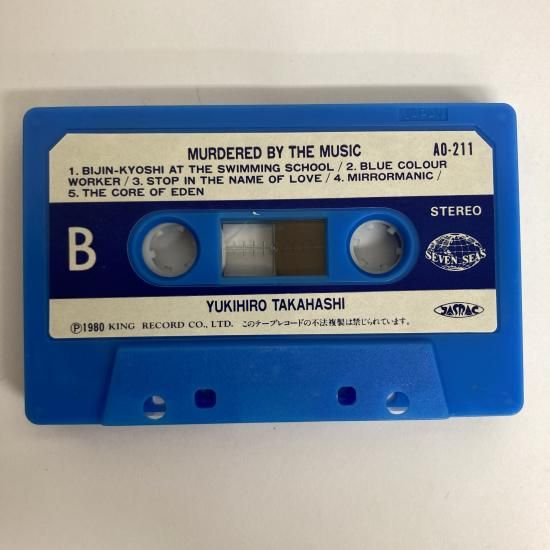 JAPAN
MURDERED BY THE MUSIC AO-211
1. BIJIN-KYOSHI AT THE SWIMMING SCHOOL / 2. BLUE COLOUR
WORKER / 3. STOP IN THE NAME OF LOVE / 4. MIRRORMANIC /
5. THE CORE OF EDEN
STEREO
B
SEVEN SEAS
YUKIHIRO TAKAHASHI
JASRAC
Ⓟ1980 KING RECORD CO., LTD. このテープレコードの不法複製は禁じられています。